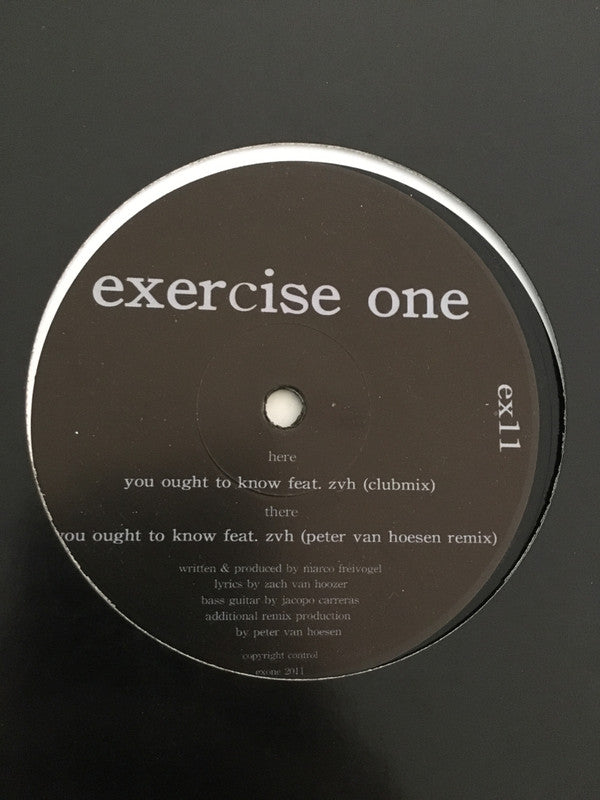 exercise one
ex11
here
you ought to know feat. zvh (clubmix)
there
you ought to know feat. zvh (peter van hoesen remix)
written & produced by marco freivogel
lyrics by zach van hoozer
bass guitar by jacopo carreras
additional remix production
by peter van hoesen
copyright control
exone 2011